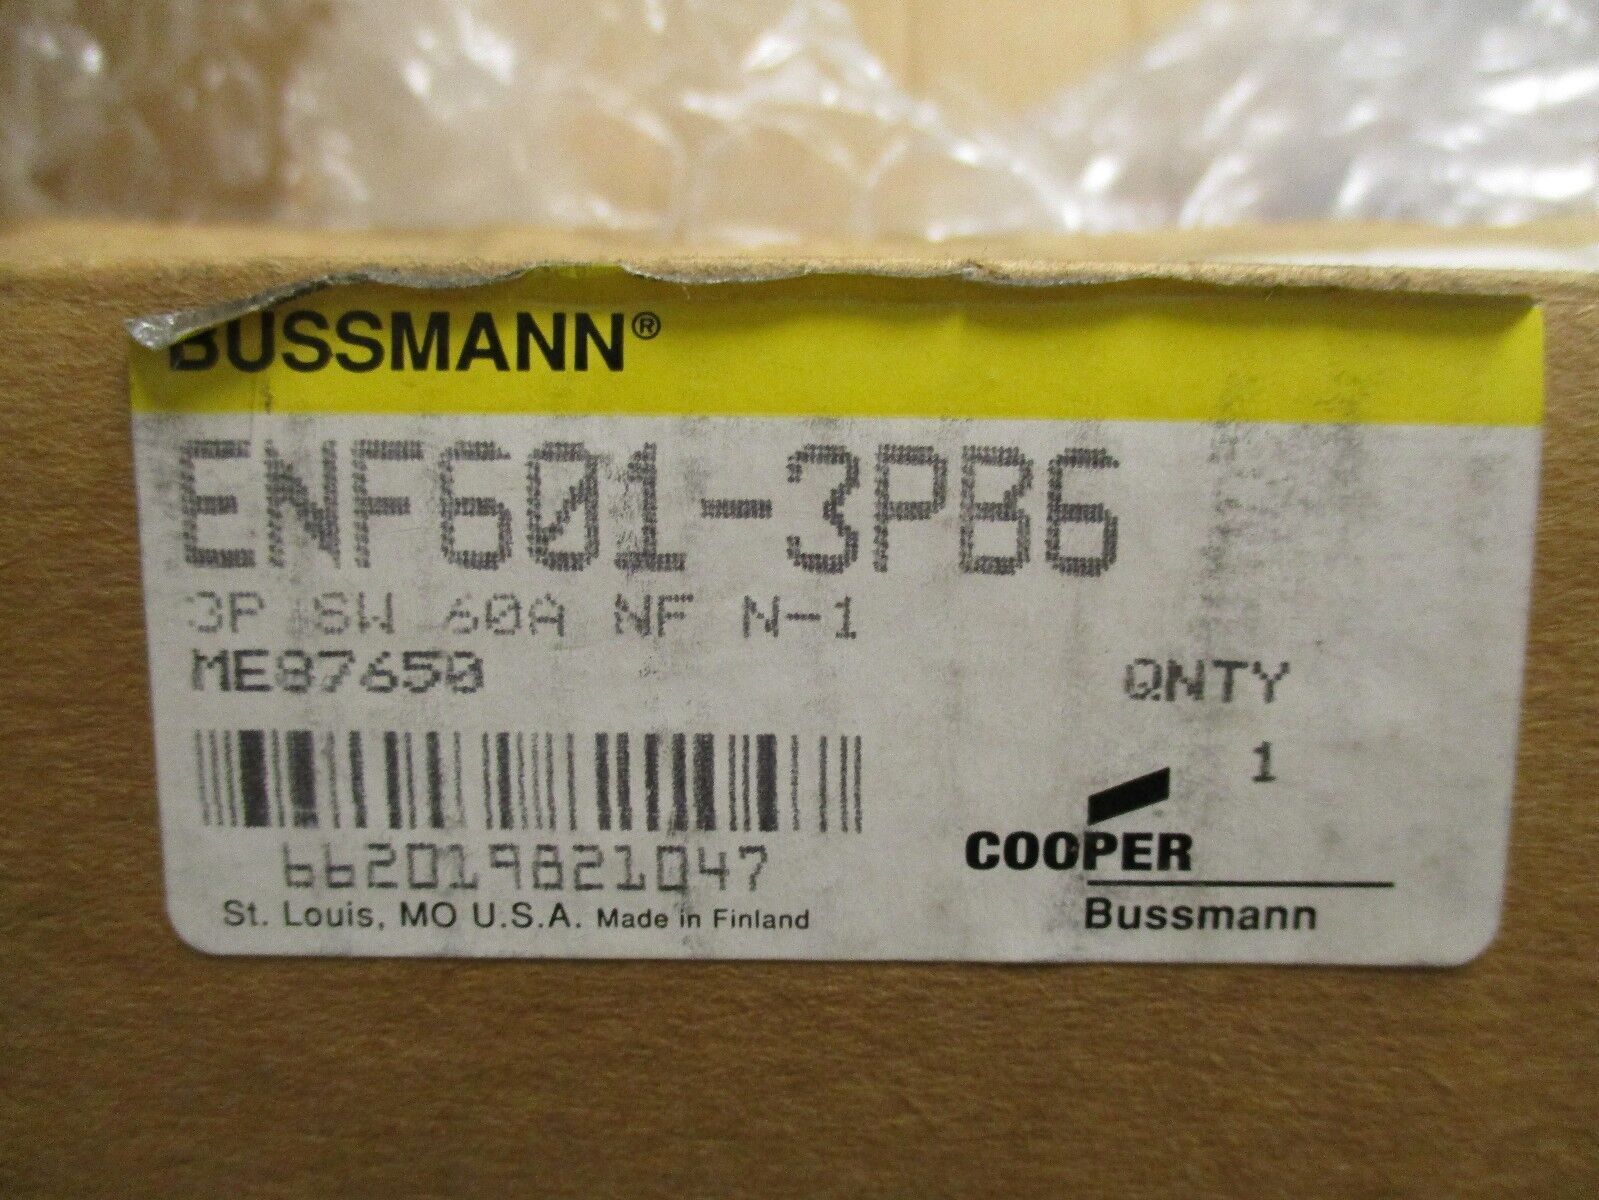 BUSSMANN®
ENF601-3PB6
3P SW 60A NF N-1
ME87650
QNTY
1
662019821047
St. Louis, MO U.S.A. Made in Finland
COOPER
Bussmann